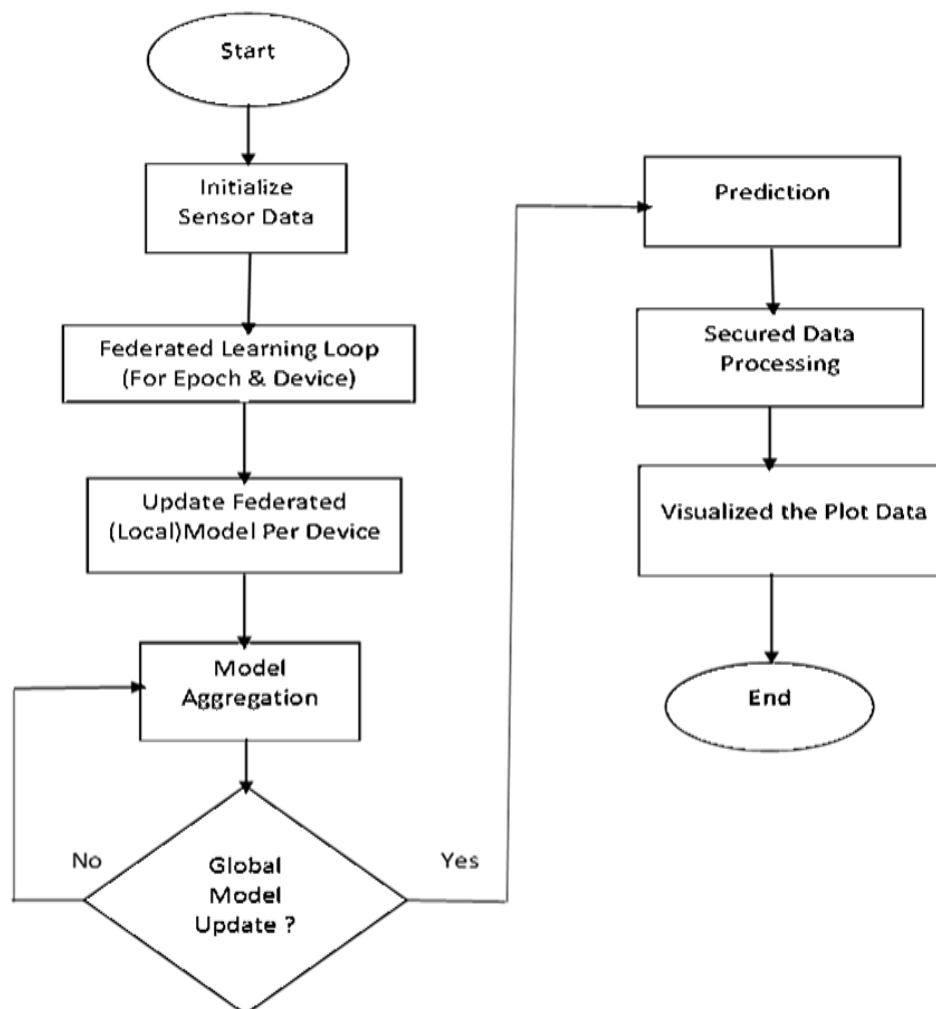 Start
Initialize
Sensor Data
Federated Learning Loop
(For Epoch & Device)
Update Federated
(Local)Model Per Device
Model
Aggregation
No
Global
Model
Update ?
Yes
Prediction
Secured Data
Processing
Visualized the Plot Data
End